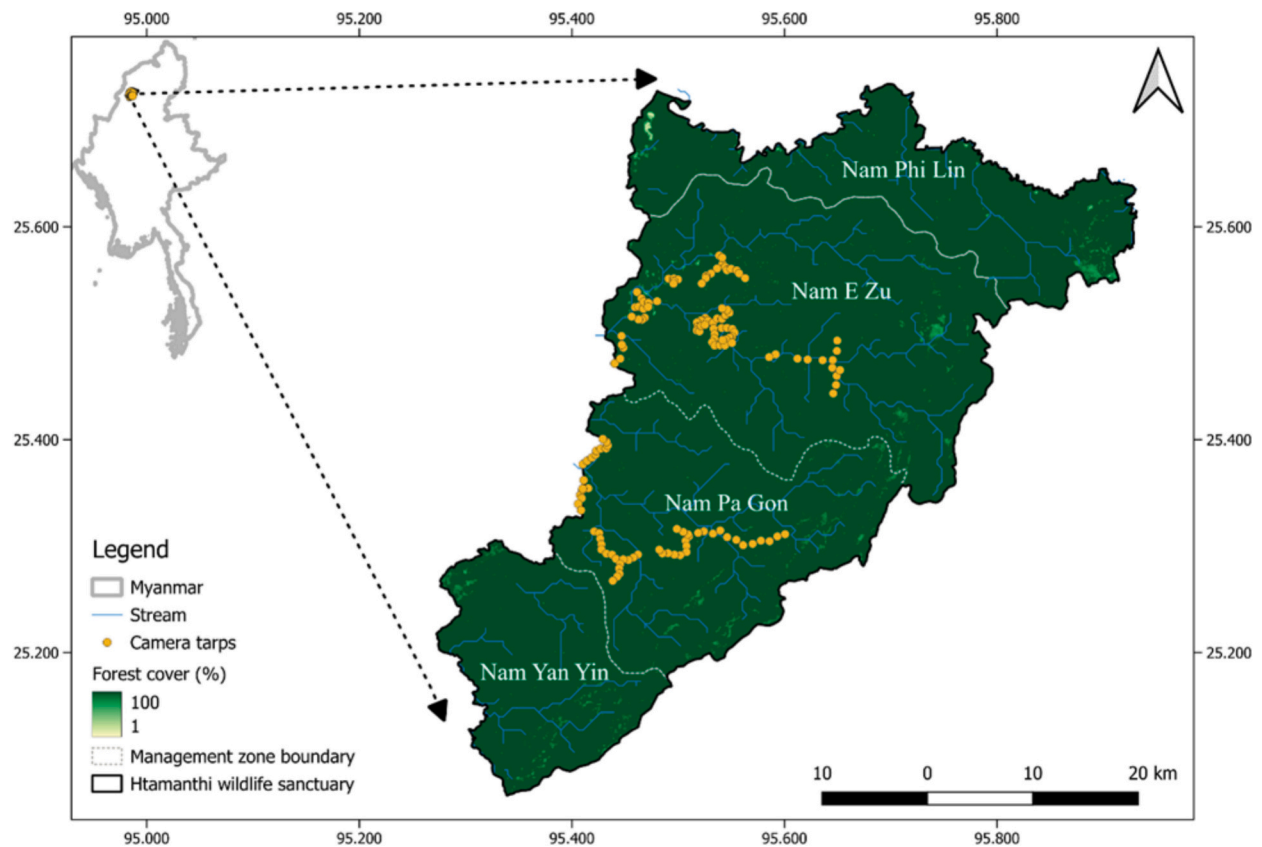 95.000 95.200 95.400 95.600 95.800
Nam Phi Lin
25.600 25.600
Nam E Zu
25.400 25.400
Nam Pa Gon
Legend
Myanmar
Stream
Camera tarps
25.200 25.200
Nam Yan Yin
Forest cover (%)
100
1
Management zone boundary
Htamanthi wildlife sanctuary
10 0 10 20 km
95.000 95.200 95.400 95.600 95.800